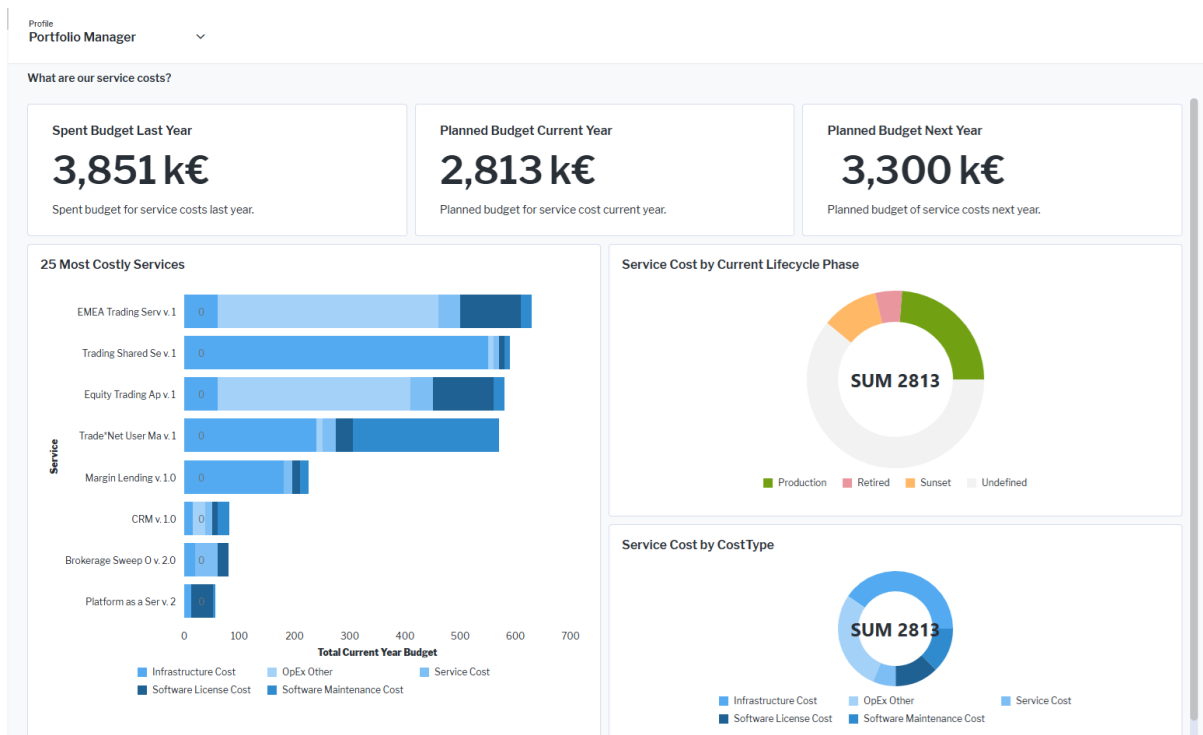 Profile
Portfolio Manager
What are our service costs?
Spent Budget Last Year
3,851 k€
Spent budget for service costs last year.
Planned Budget Current Year
2,813 k€
Planned budget for service cost current year.
Planned Budget Next Year
3,300 k€
Planned budget of service costs next year.
25 Most Costly Services
Service
EMEA Trading Serv v. 1
0
Trading Shared Se v. 1
0
Equity Trading Ap v. 1
0
Trade*Net User Ma v. 1
0
Margin Lending v. 1.0
0
CRM v. 1.0
0
Brokerage Sweep O v. 2.0
0
Platform as a Ser v. 2
0
0 100 200 300 400 500 600 700
Total Current Year Budget
Infrastructure Cost OpEx Other Service Cost
Software License Cost Software Maintenance Cost
Service Cost by Current Lifecycle Phase
SUM 2813
Production Retired Sunset Undefined
Service Cost by CostType
SUM 2813
Infrastructure Cost OpEx Other Service Cost
Software License Cost Software Maintenance Cost